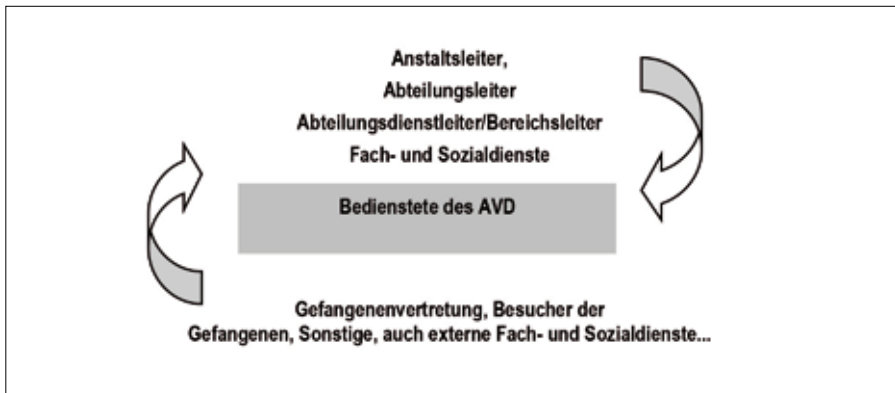 Anstaltsleiter,
Abteilungsleiter
Abteilungsdienstleiter/Bereichsleiter
Fach- und Sozialdienste
Bedienstete des AVD
Gefangenenvertretung, Besucher der
Gefangenen, Sonstige, auch externe Fach- und Sozialdienste...